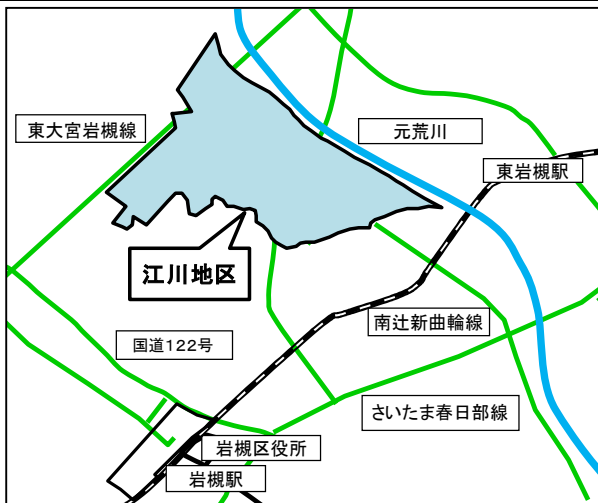 東大宮岩槻線
元荒川
東岩槻駅
江川地区
南辻新曲輪線
国道122号
さいたま春日部線
岩槻区役所
岩槻駅